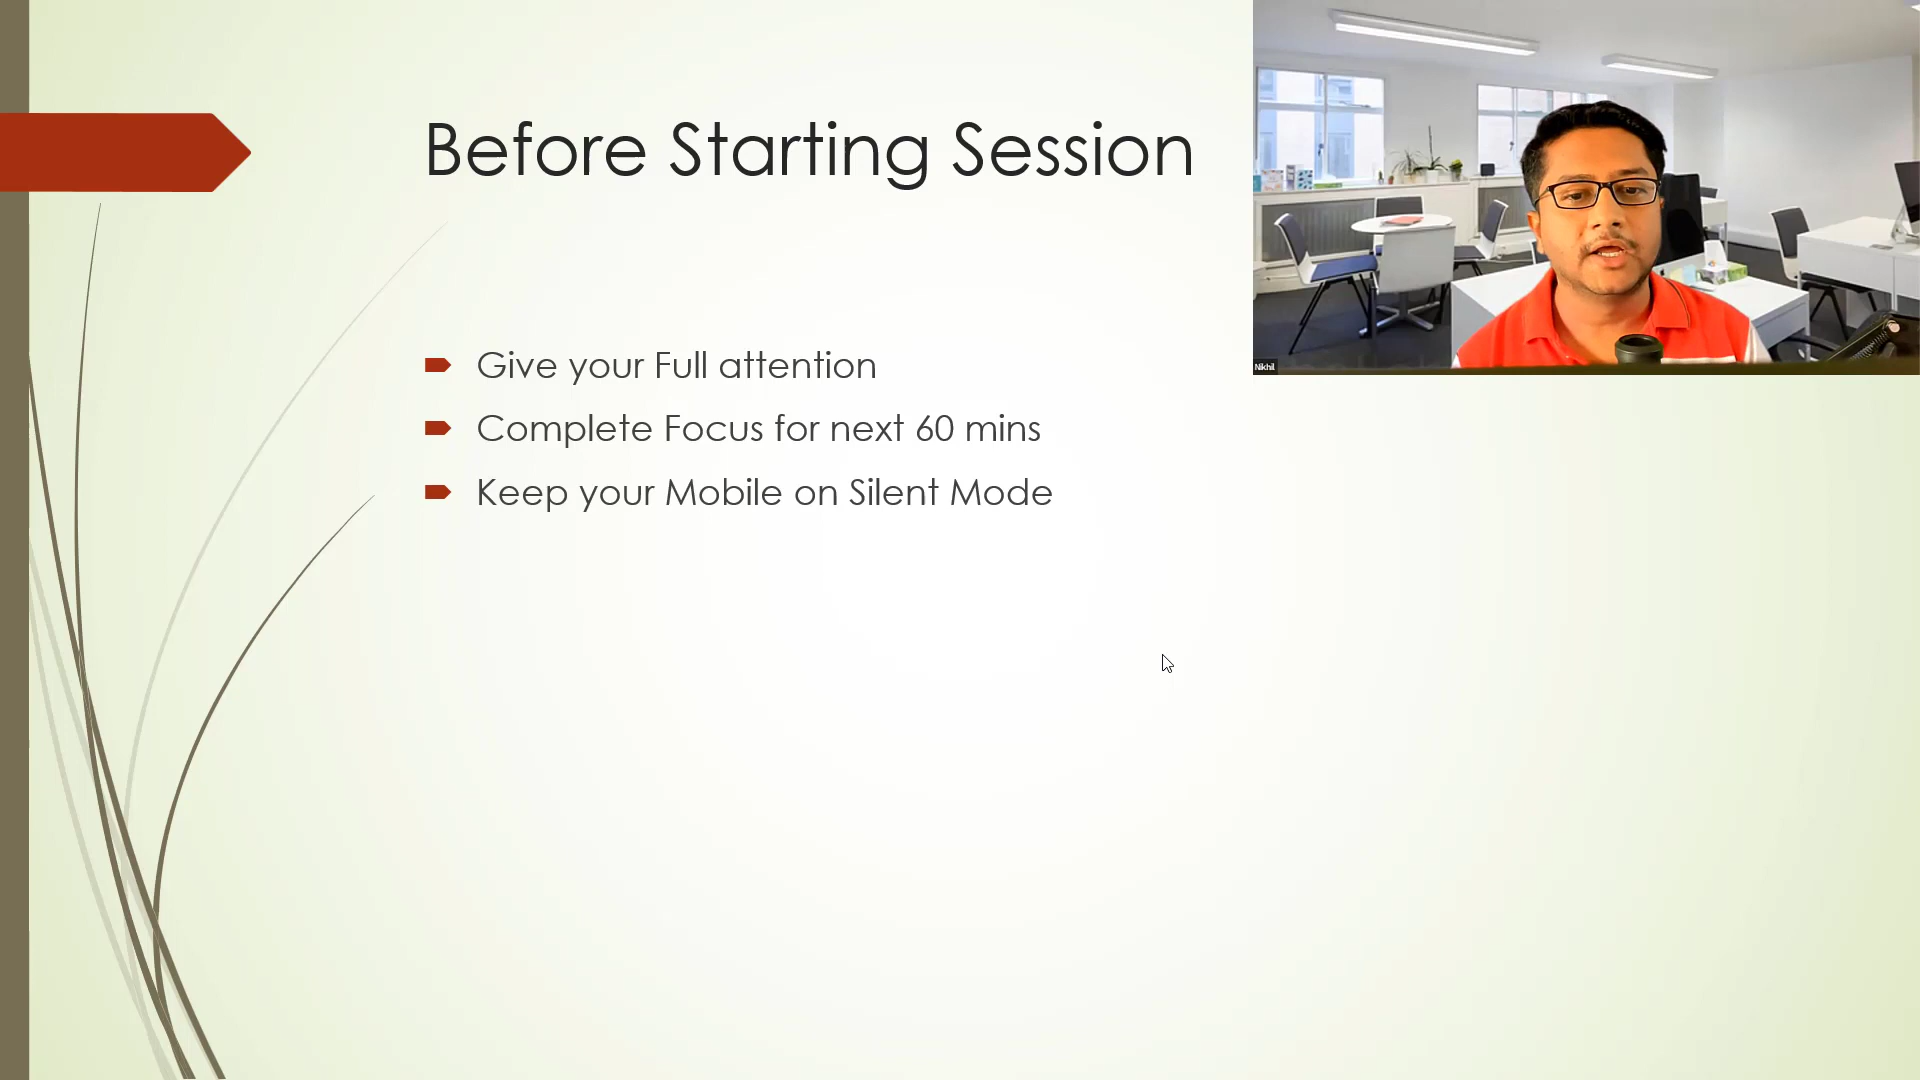 Before Starting Session
Give your Full attention
Complete Focus for next 60 mins
Keep your Mobile on Silent Mode
Nikhil